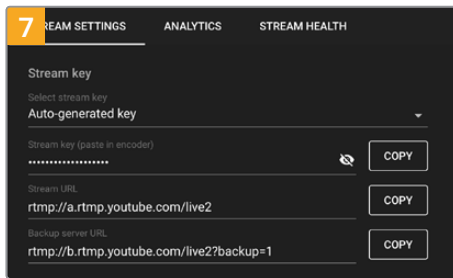 7
REAM SETTINGS ANALYTICS STREAM HEALTH
Stream key
Select stream key
Auto-generated key
Stream key (paste in encoder)
•••••••••••••••••••
COPY
Stream URL
rtmp://a.rtmp.youtube.com/live2
COPY
Backup server URL
rtmp://b.rtmp.youtube.com/live2?backup=1
COPY